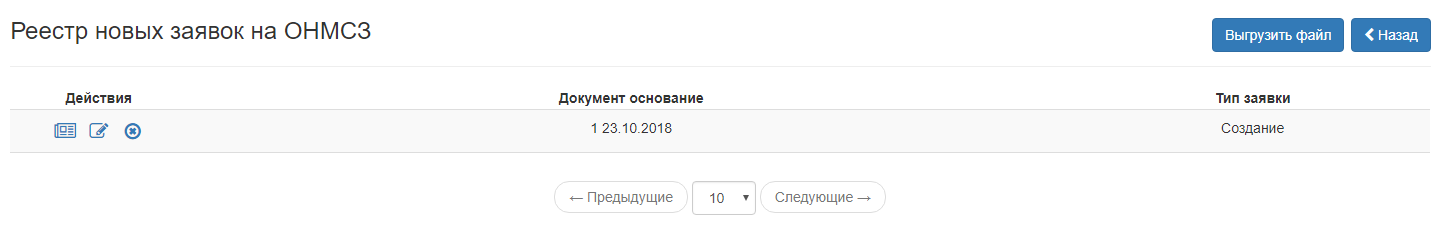 Реестр новых заявок на ОНМСЗ
Выгрузить файл
Назад
Действия Документ основание Тип заявки
1 23.10.2018 Создание
← Предыдущие 10 Следующие →